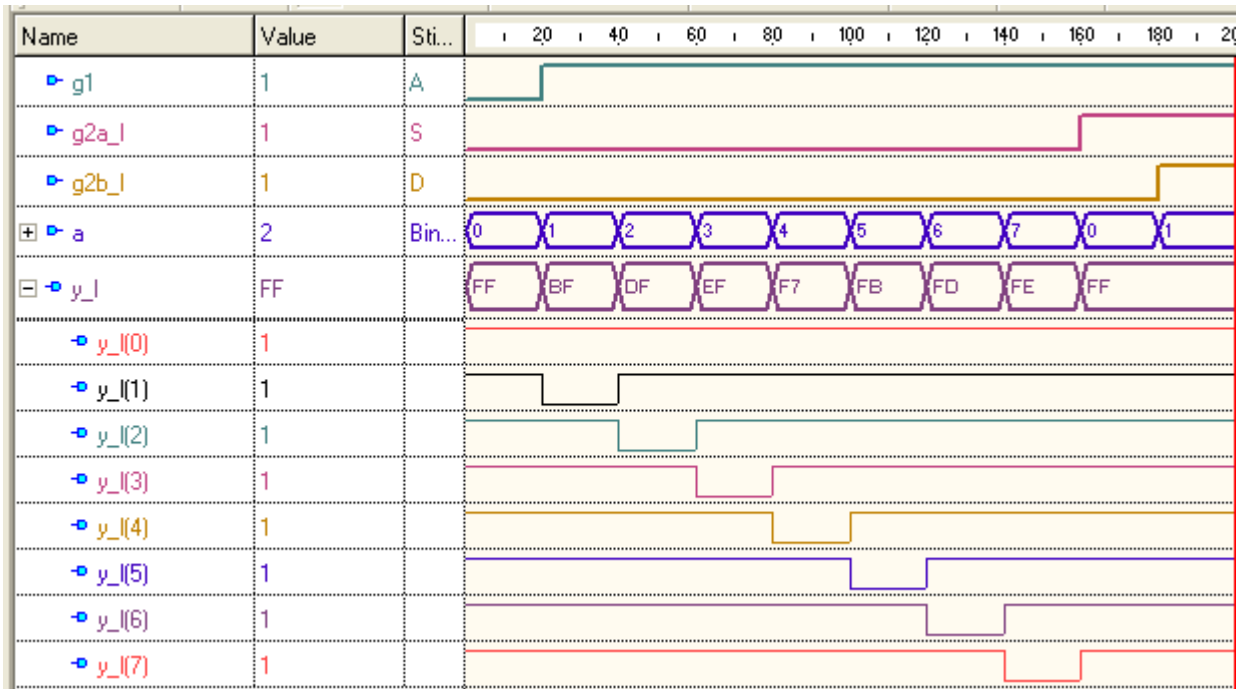 Name Value Sti... 20 40 60 80 100 120 140 160 180 20
g1 1 A
g2a_l 1 S
g2b_l 1 D
a 2 Bin... 0 1 2 3 4 5 6 7 0 1
y_l FF FF BF DF EF F7 FB FD FE FF
y_l(0) 1
y_l(1) 1
y_l(2) 1
y_l(3) 1
y_l(4) 1
y_l(5) 1
y_l(6) 1
y_l(7) 1